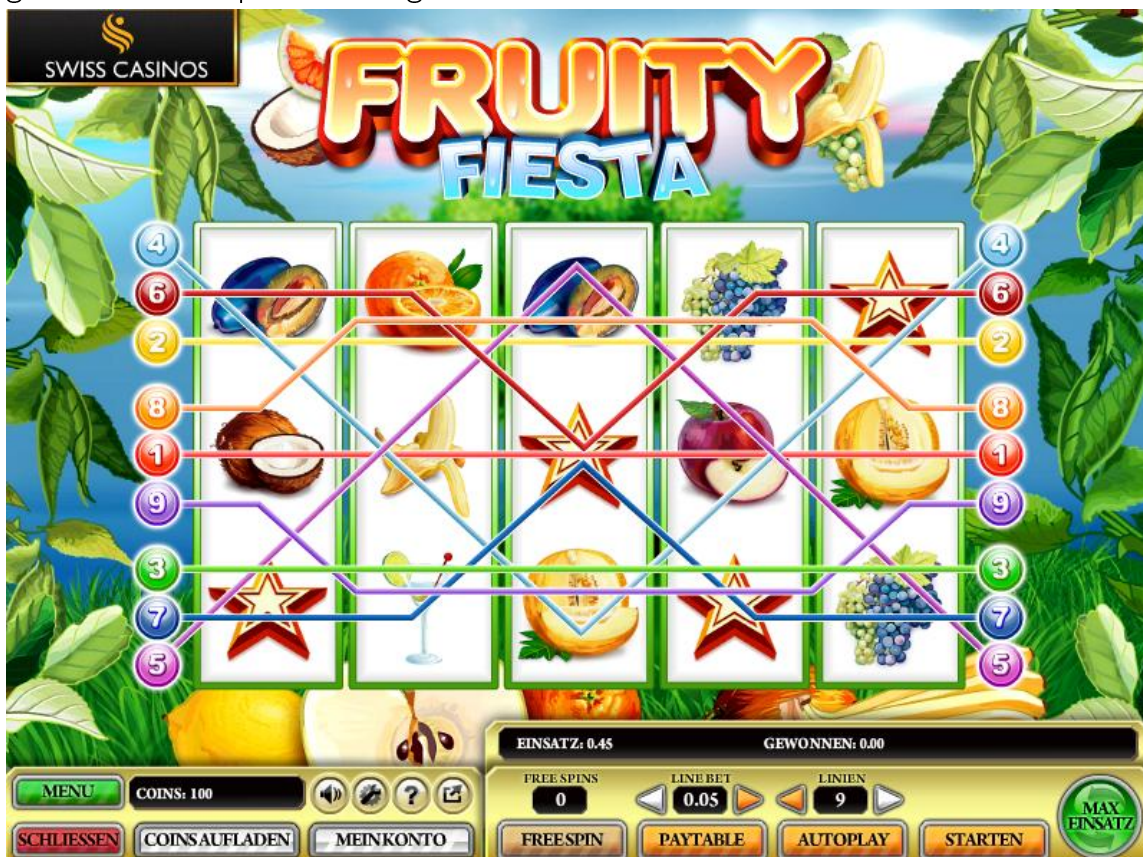 SWISS CASINOS
FRUITY
FIESTA
4 4
6 6
2 2
8 8
1 1
9 9
3 3
7 7
5 5
EINSATZ: 0.45 GEWONNEN: 0.00
MENU COINS: 100 ? FREE SPINS LINE BET LINIEN
0 0.05 9
MAX
EINSATZ
SCHLIESSEN COINS AUFLADEN MEIN KONTO FREE SPIN PAYTABLE AUTOPLAY STARTEN